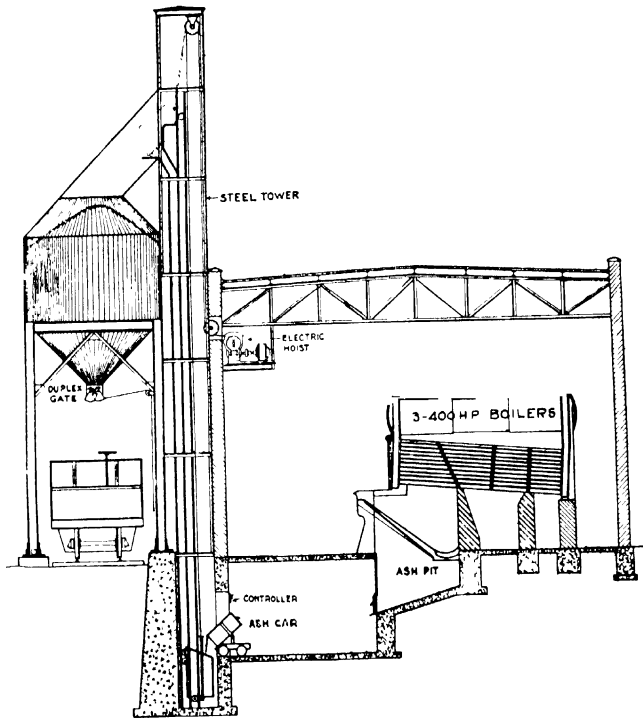 STEEL TOWER
ELECTRIC
HOIST
DUPLEX
GATE
3-400 HP BOILERS
ASH PIT
CONTROLLER
ASH CAR